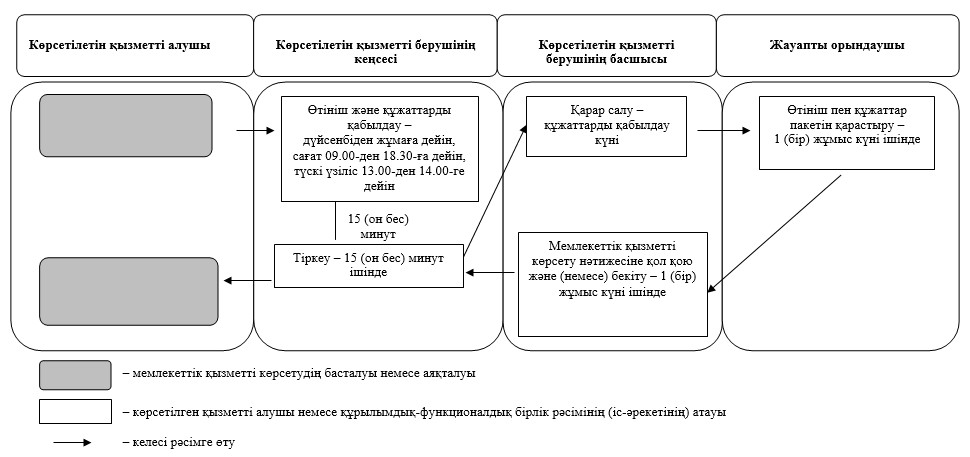 Көрсетілетін қызметті алушы
Көрсетілетін қызметті берушінің
кеңсесі
Көрсетілетін қызметті
берушінің басшысы
Жауапты орындаушы
Өтініш және құжаттарды
қабылдау –
дүйсенбіден жұмаға дейін,
сағат 09.00-ден 18.30-ға дейін,
түскі үзіліс 13.00-ден 14.00-ге
дейін
Қарар салу –
құжаттарды қабылдау
күні
Өтініш пен құжаттар
пакетін қарастыру –
1 (бір) жұмыс күні ішінде
15 (он бес)
минут
Тіркеу – 15 (он бес) минут
ішінде
Мемлекеттік қызметті
көрсету нәтижесіне қол қою
және (немесе) бекіту – 1 (бір)
жұмыс күні ішінде
– мемлекеттік қызметті көрсетудің басталуы немесе аяқталуы
– көрсетілген қызметті алушы немесе құрылымдық-функционалдық бірлік рәсімінің (іс-әрекетінің) атауы
– келесі рәсімге өту